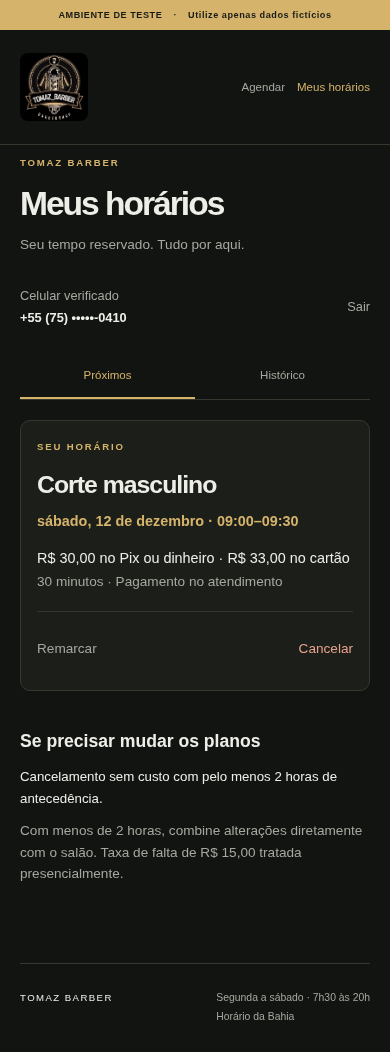 AMBIENTE DE TESTE · Utilize apenas dados fictícios
TOMAZ_BARBER
BARBERSHOP
Agendar Meus horários
TOMAZ BARBER
Meus horários
Seu tempo reservado. Tudo por aqui.
Celular verificado
+55 (75) •••••-0410
Sair
Próximos Histórico
SEU HORÁRIO
Corte masculino
sábado, 12 de dezembro · 09:00–09:30
R$ 30,00 no Pix ou dinheiro · R$ 33,00 no cartão
30 minutos · Pagamento no atendimento
Remarcar Cancelar
Se precisar mudar os planos
Cancelamento sem custo com pelo menos 2 horas de
antecedência.
Com menos de 2 horas, combine alterações diretamente
com o salão. Taxa de falta de R$ 15,00 tratada
presencialmente.
TOMAZ BARBER
Segunda a sábado · 7h30 às 20h
Horário da Bahia